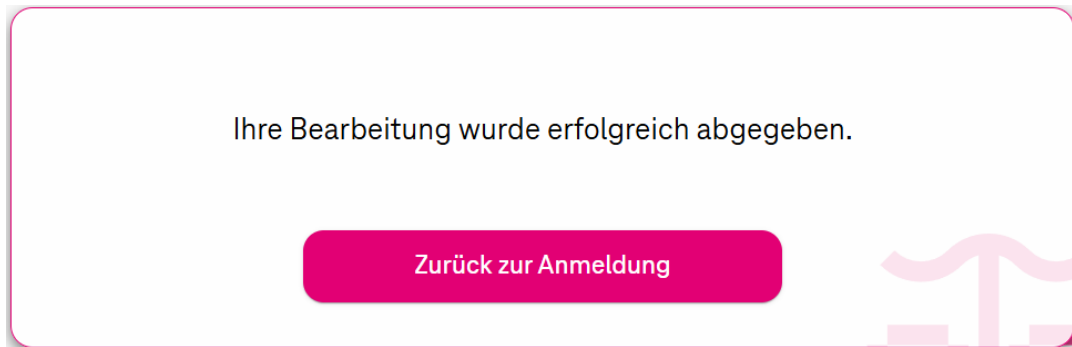 Ihre Bearbeitung wurde erfolgreich abgegeben.
Zurück zur Anmeldung